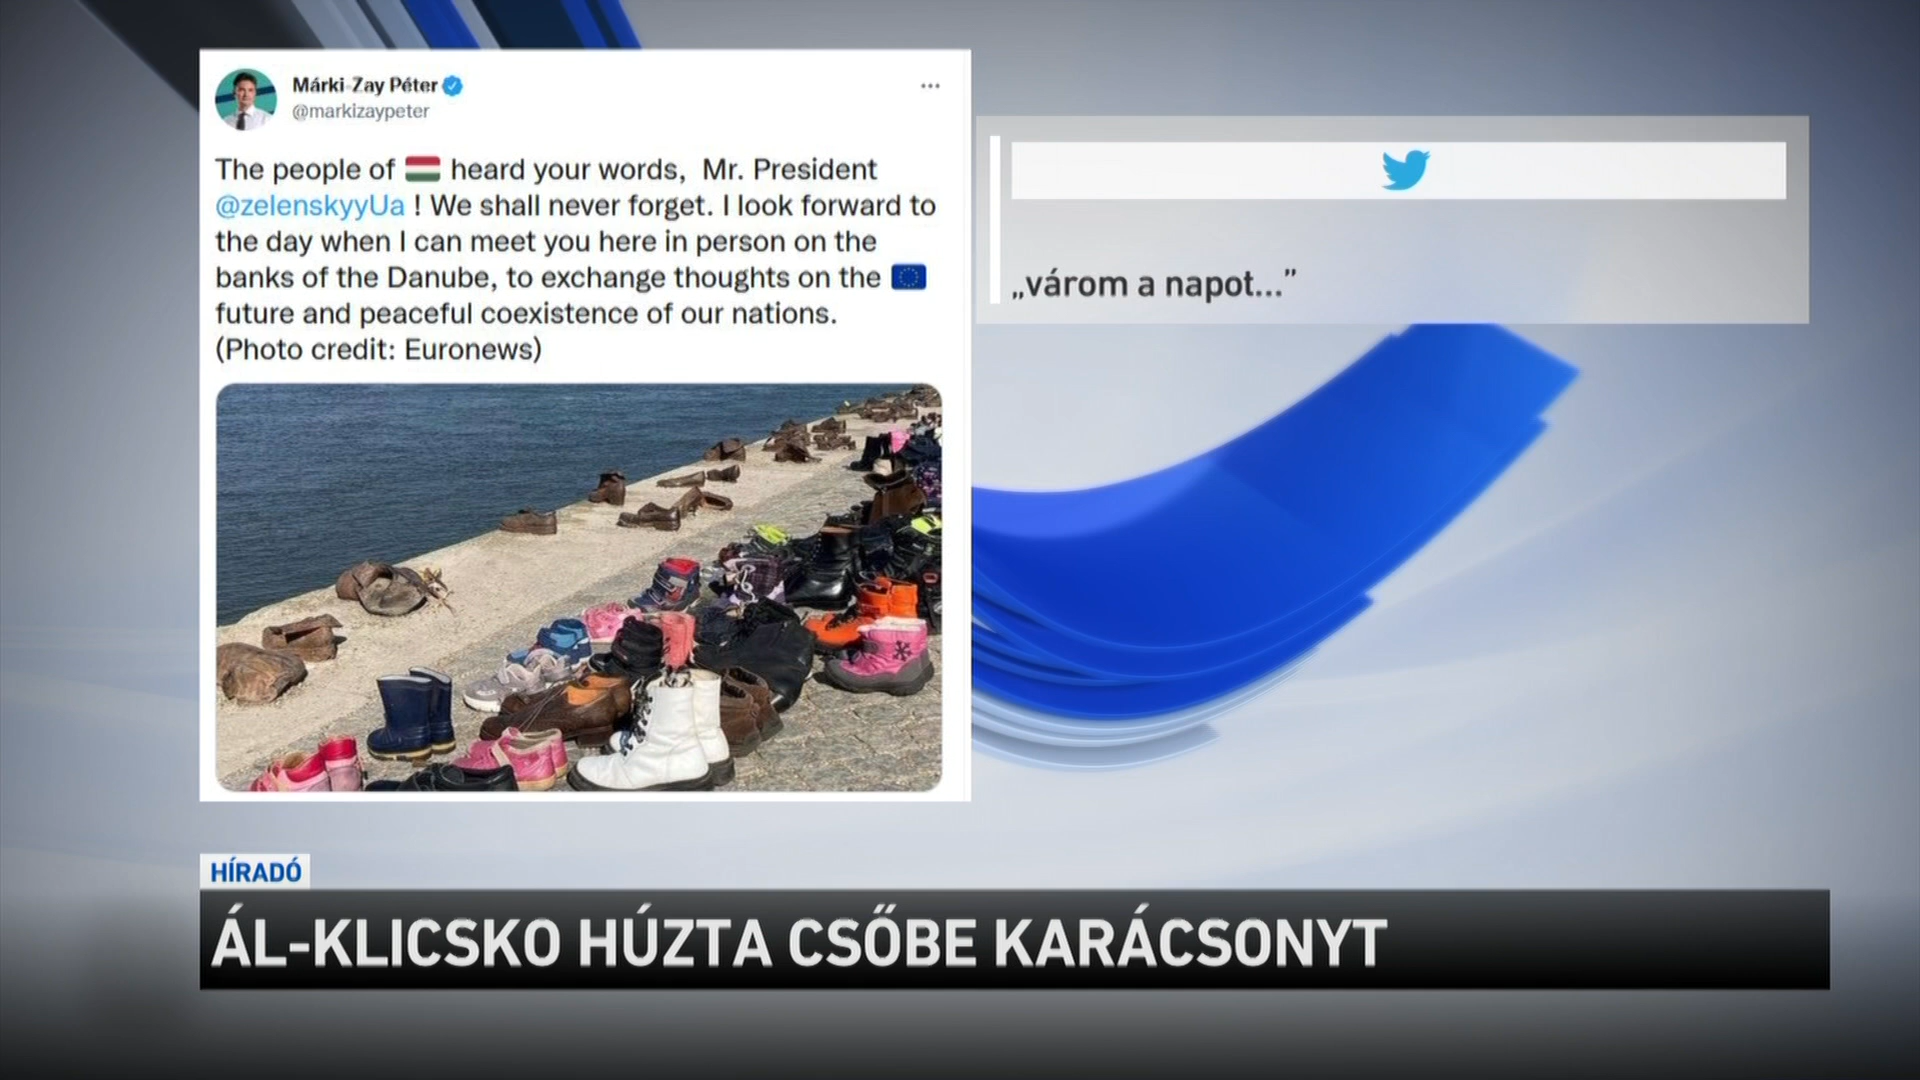 Márki-Zay Péter
@markizaypeter
The people of 🇭🇺 heard your words, Mr. President
@zelenskyyUa ! We shall never forget. I look forward to
the day when I can meet you here in person on the
banks of the Danube, to exchange thoughts on the 🇪🇺
future and peaceful coexistence of our nations.
(Photo credit: Euronews)
„várom a napot...”
HÍRADÓ
ÁL-KLICSKO HÚZTA CSŐBE KARÁCSONYT